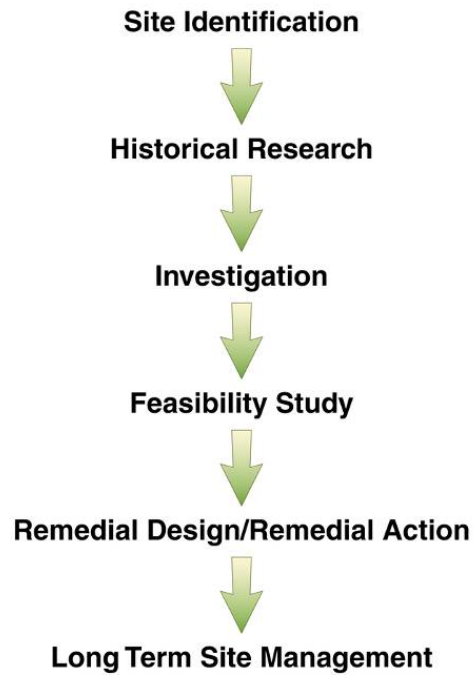 Site Identification
Historical Research
Investigation
Feasibility Study
Remedial Design/Remedial Action
Long Term Site Management